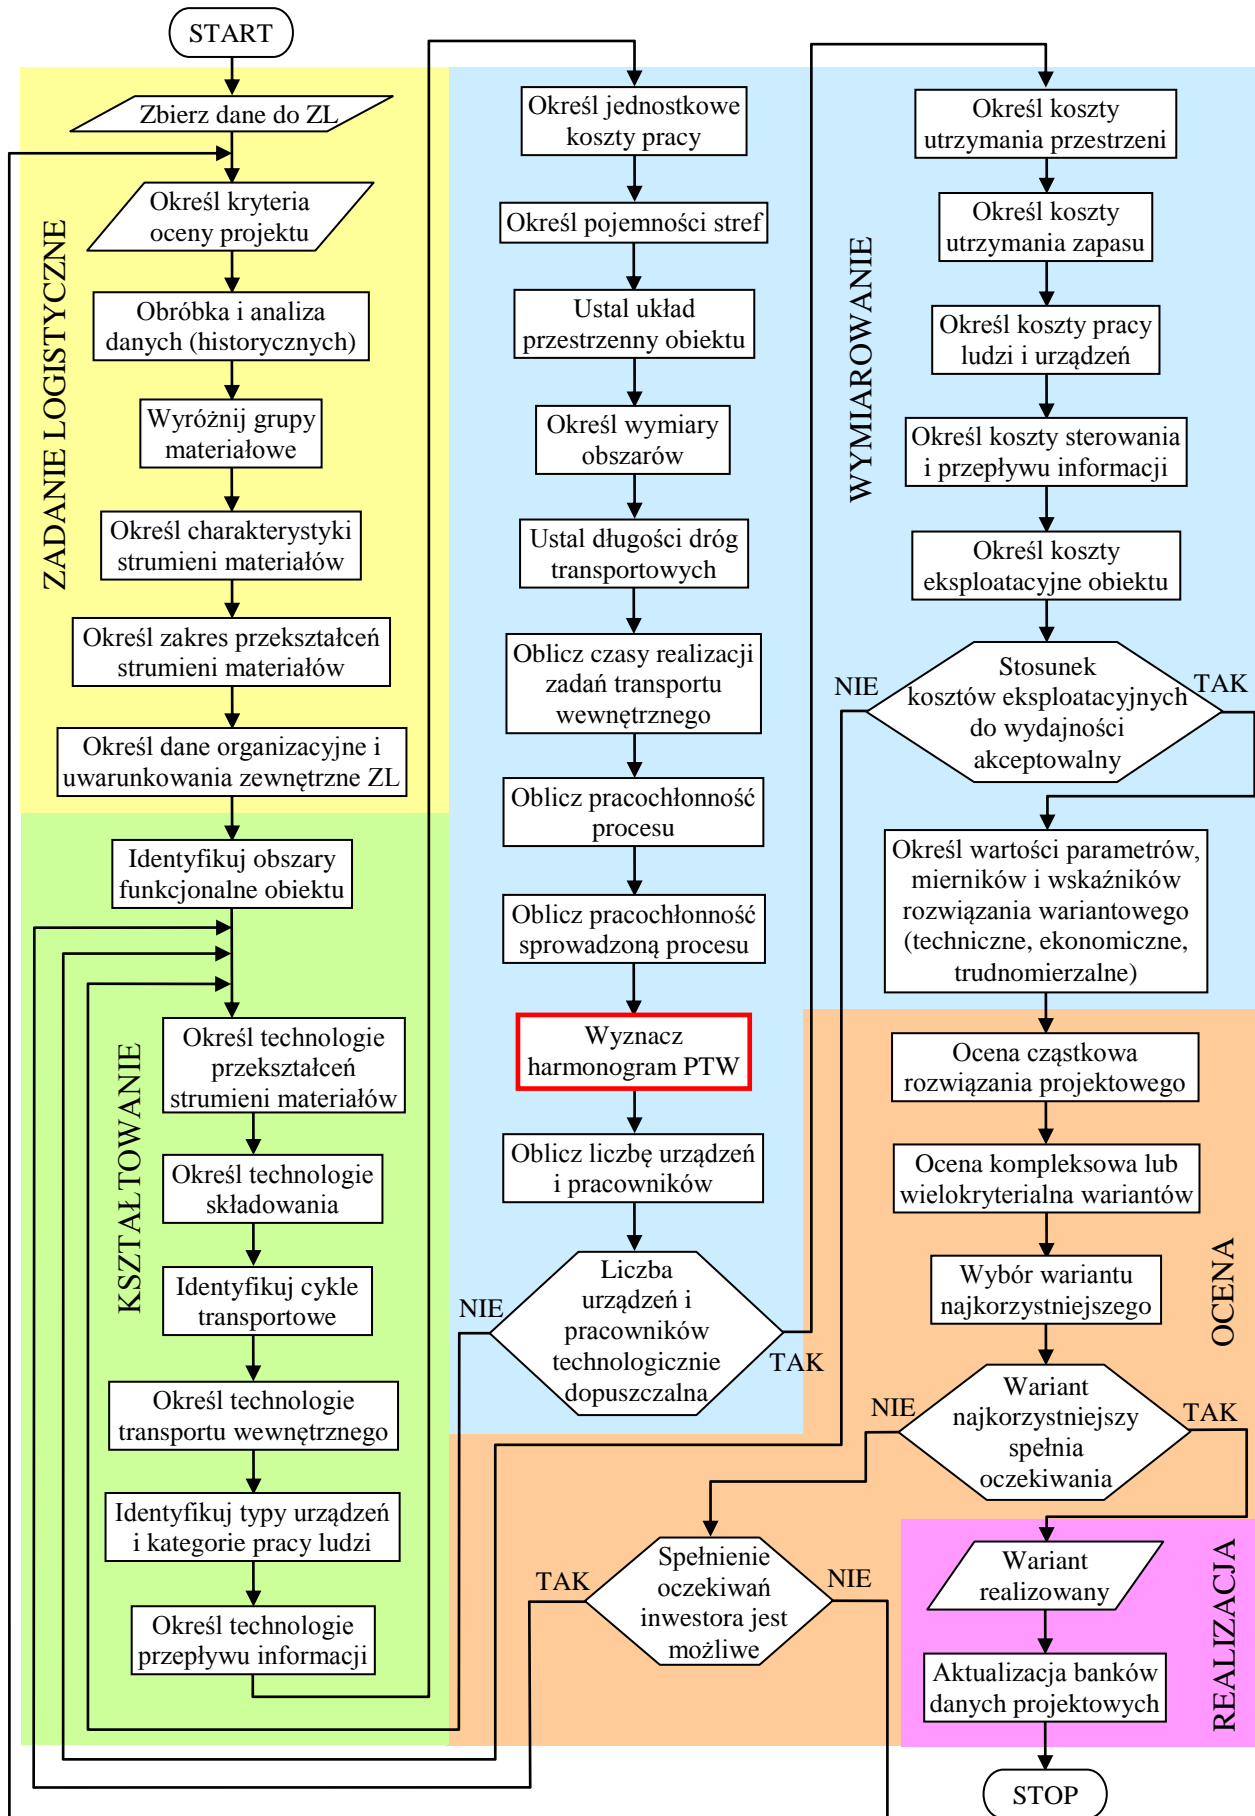 START
Zbierz dane do ZL
Określ kryteria
oceny projektu
Obróbka i analiza
danych (historycznych)
Wyróżnij grupy
materiałowe
Określ charakterystyki
strumieni materiałów
Określ zakres przekształceń
strumieni materiałów
Określ dane organizacyjne i
uwarunkowania zewnętrzne ZL
ZADANIE LOGISTYCZNE
Identyfikuj obszary
funkcjonalne obiektu
Określ technologie
przekształceń
strumieni materiałów
Określ technologie
składowania
Identyfikuj cykle
transportowe
Określ technologie
transportu wewnętrznego
Identyfikuj typy urządzeń
i kategorie pracy ludzi
Określ technologie
przepływu informacji
KSZTAŁTOWANIE
Określ jednostkowe
koszty pracy
Określ pojemności stref
Ustal układ
przestrzenny obiektu
Określ wymiary
obszarów
Ustal długości dróg
transportowych
Oblicz czasy realizacji
zadań transportu
wewnętrznego
Oblicz pracochłonność
procesu
Oblicz pracochłonność
sprowadzoną procesu
Wyznacz
harmonogram PTW
Oblicz liczbę urządzeń
i pracowników
Liczba
urządzeń i
pracowników
technologicznie
dopuszczalna
NIE
TAK
Określ koszty
utrzymania przestrzeni
Określ koszty
utrzymania zapasu
Określ koszty pracy
ludzi i urządzeń
Określ koszty sterowania
i przepływu informacji
Określ koszty
eksploatacyjne obiektu
WYMIAROWANIE
Stosunek
kosztów eksploatacyjnych
do wydajności
akceptowalny
NIE
TAK
Określ wartości parametrów,
mierników i wskaźników
rozwiązania wariantowego
(techniczne, ekonomiczne,
trudnomierzalne)
Ocena cząstkowa
rozwiązania projektowego
Ocena kompleksowa lub
wielokryterialna wariantów
Wybór wariantu
najkorzystniejszego
OCENA
Wariant
najkorzystniejszy
spełnia
oczekiwania
NIE
TAK
Spełnienie
oczekiwań
inwestora jest
możliwe
TAK
NIE
Wariant
realizowany
Aktualizacja banków
danych projektowych
REALIZACJA
STOP